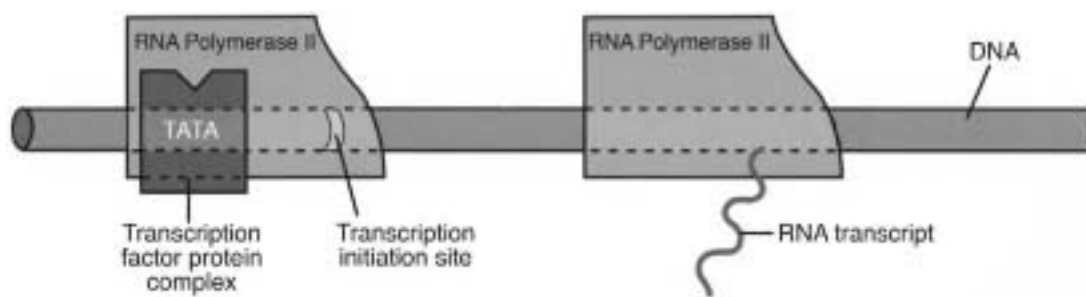 RNA Polymerase II
RNA Polymerase II
DNA
TATA
Transcription
factor protein
complex
Transcription
initiation site
RNA transcript